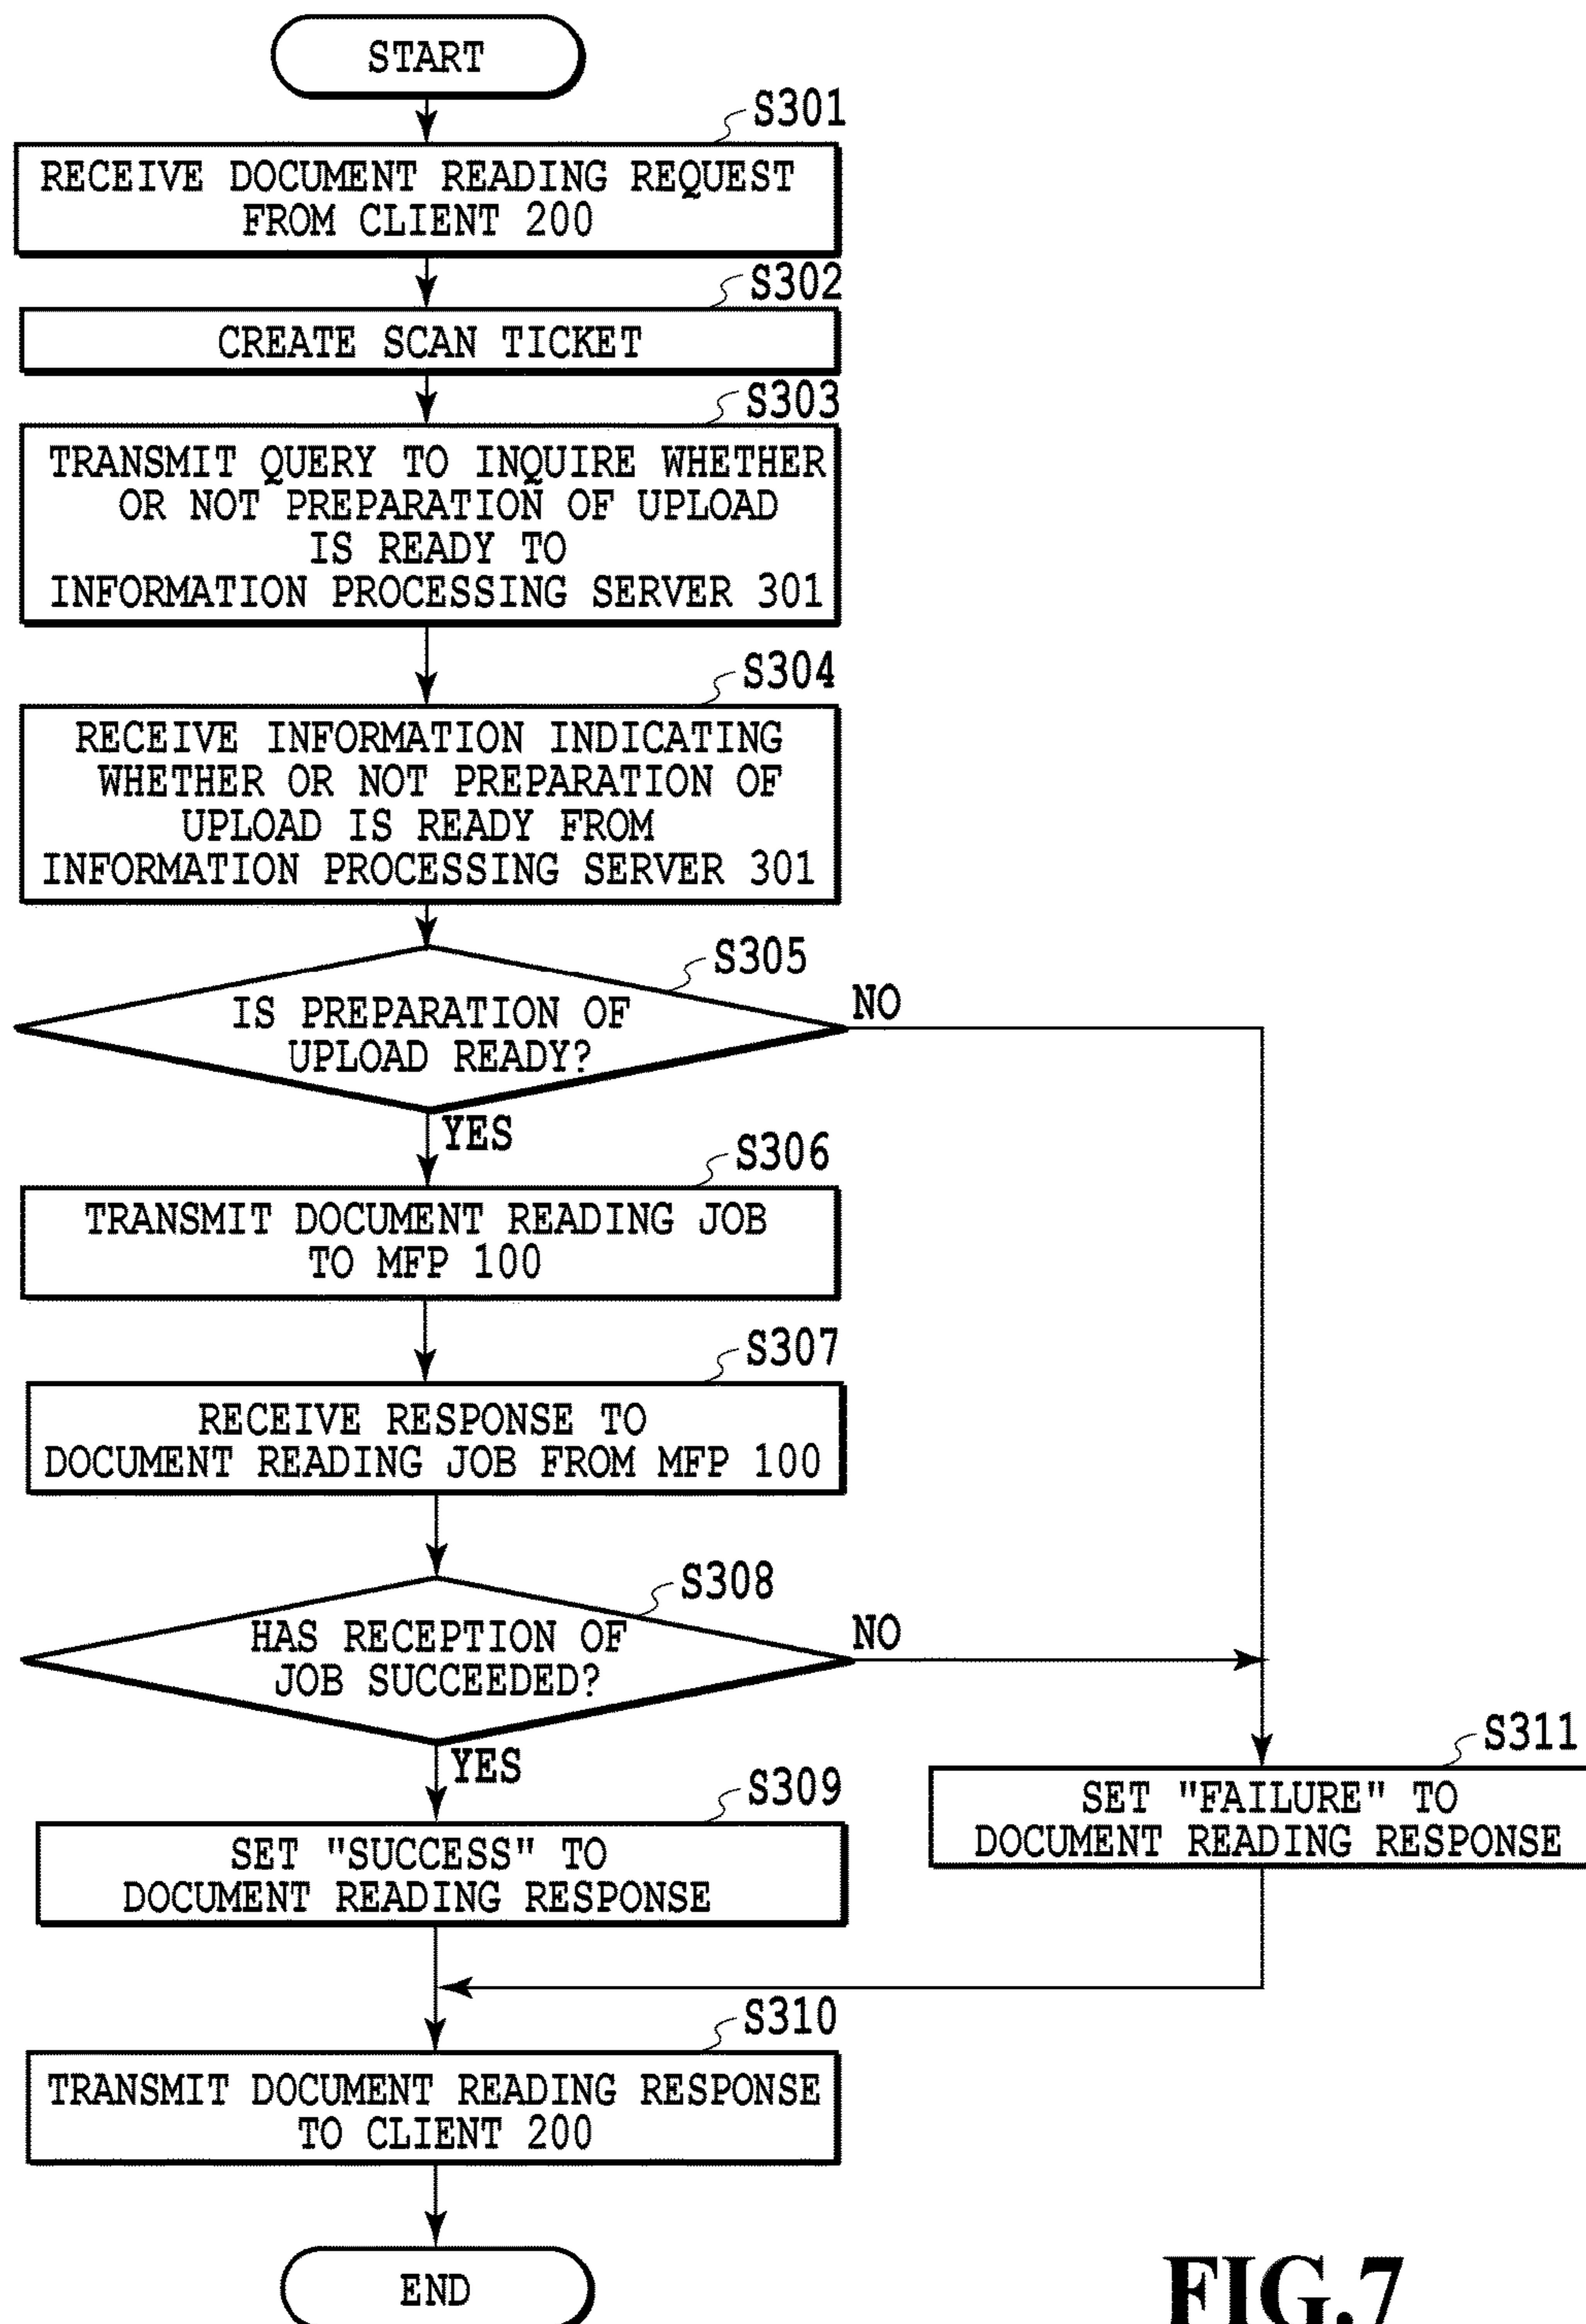 START
S301
RECEIVE DOCUMENT READING REQUEST
FROM CLIENT 200
S302
CREATE SCAN TICKET
S303
TRANSMIT QUERY TO INQUIRE WHETHER
OR NOT PREPARATION OF UPLOAD
IS READY TO
INFORMATION PROCESSING SERVER 301
S304
RECEIVE INFORMATION INDICATING
WHETHER OR NOT PREPARATION OF
UPLOAD IS READY FROM
INFORMATION PROCESSING SERVER 301
S305
IS PREPARATION OF
UPLOAD READY?
NO
YES
S306
TRANSMIT DOCUMENT READING JOB
TO MFP 100
S307
RECEIVE RESPONSE TO
DOCUMENT READING JOB FROM MFP 100
S308
HAS RECEPTION OF
JOB SUCCEEDED?
NO
YES
S309
SET "SUCCESS" TO
DOCUMENT READING RESPONSE
S311
SET "FAILURE" TO
DOCUMENT READING RESPONSE
S310
TRANSMIT DOCUMENT READING RESPONSE
TO CLIENT 200
END
FIG.7